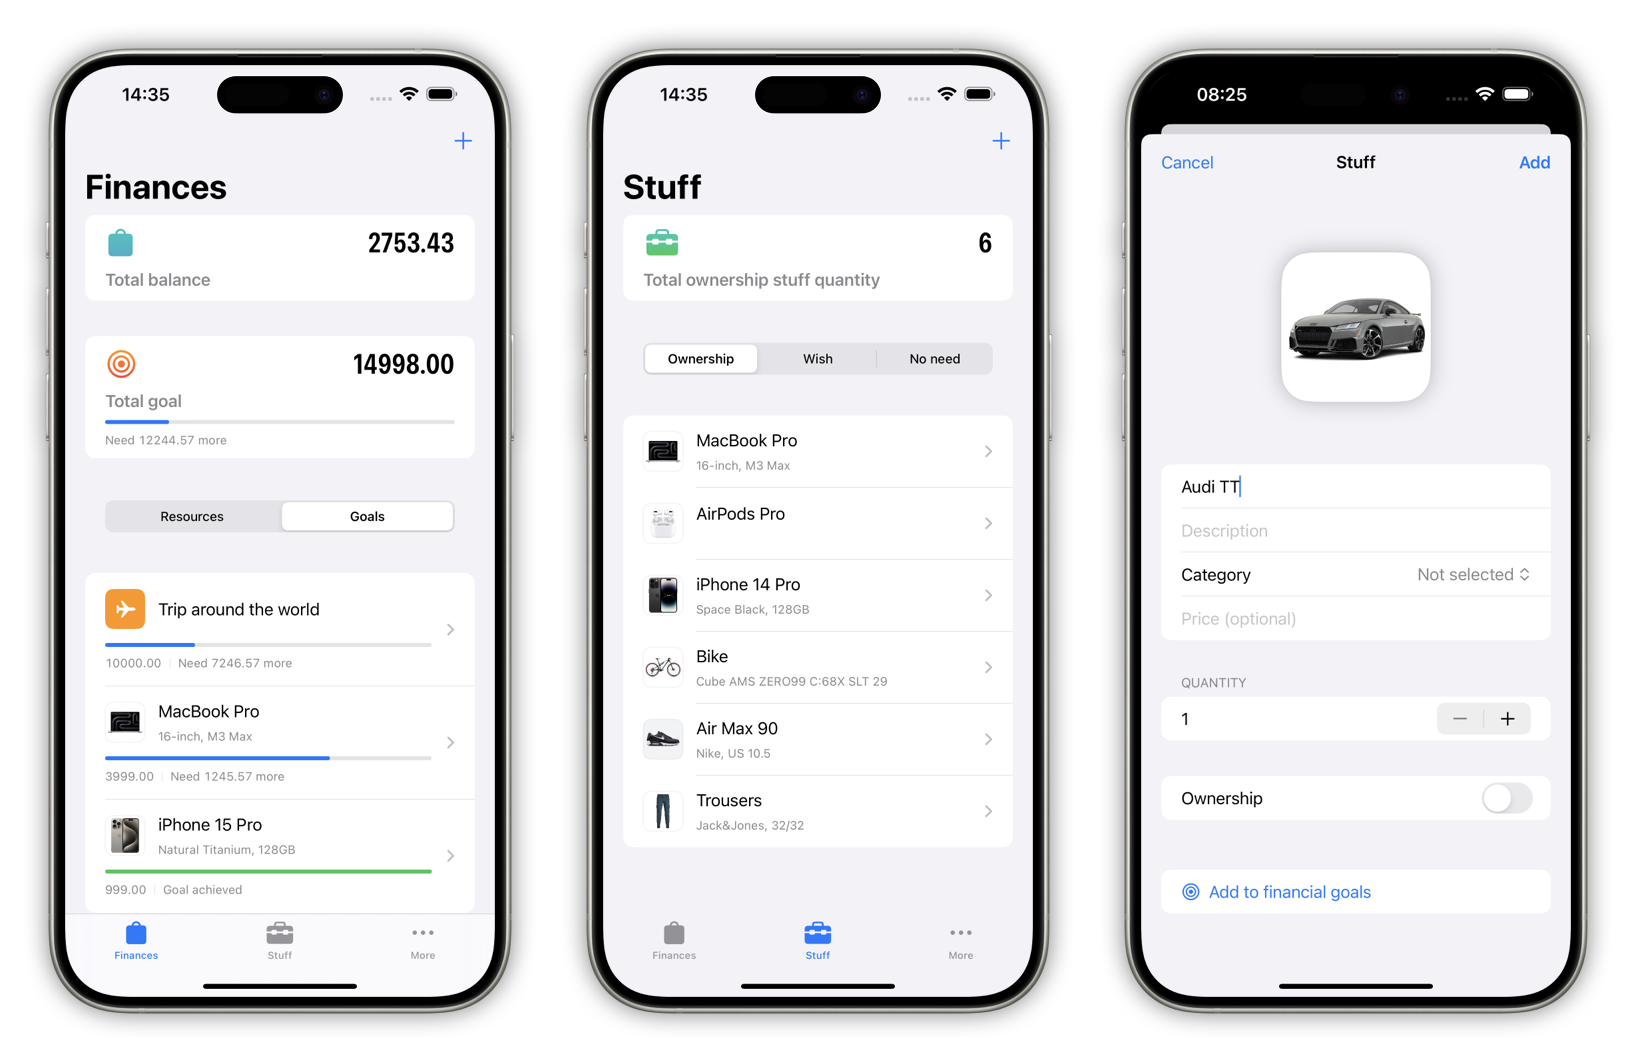 14:35
Finances
2753.43
Total balance
14998.00
Total goal
Need 12244.57 more
Resources
Goals
Trip around the world
10000.00 | Need 7246.57 more
MacBook Pro
16-inch, M3 Max
3999.00 | Need 1245.57 more
iPhone 15 Pro
Natural Titanium, 128GB
999.00 | Goal achieved
Finances
Stuff
More
14:35
Stuff
6
Total ownership stuff quantity
Ownership
Wish
No need
MacBook Pro
16-inch, M3 Max
AirPods Pro
iPhone 14 Pro
Space Black, 128GB
Bike
Cube AMS ZERO99 C:68X SLT 29
Air Max 90
Nike, US 10.5
Trousers
Jack&Jones, 32/32
Finances
Stuff
More
08:25
Cancel
Stuff
Add
Audi TT
Description
Category
Not selected
Price (optional)
QUANTITY
1
Ownership
Add to financial goals